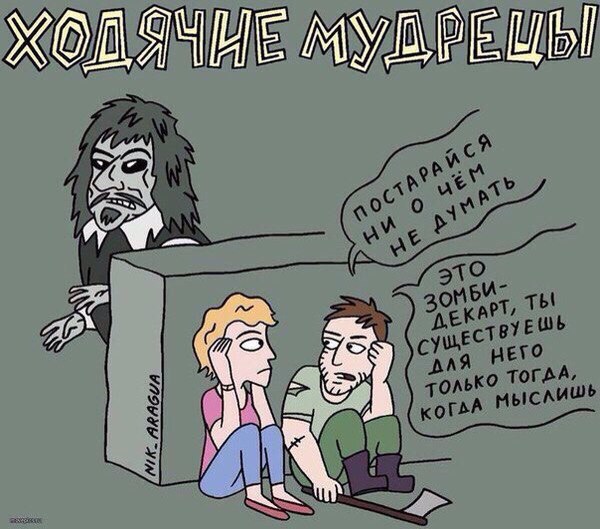 ХОДЯЧИЕ МУДРЕЦЫ
ПОСТАРАЙСЯ
НИ О ЧЁМ
НЕ ДУМАТЬ
ЭТО
ЗОМБИ-
ДЕКАРТ, ТЫ
СУЩЕСТВУЕШЬ
ДЛЯ НЕГО
ТОЛЬКО ТОГДА,
КОГДА МЫСЛИШЬ
NIK_ARAGUA